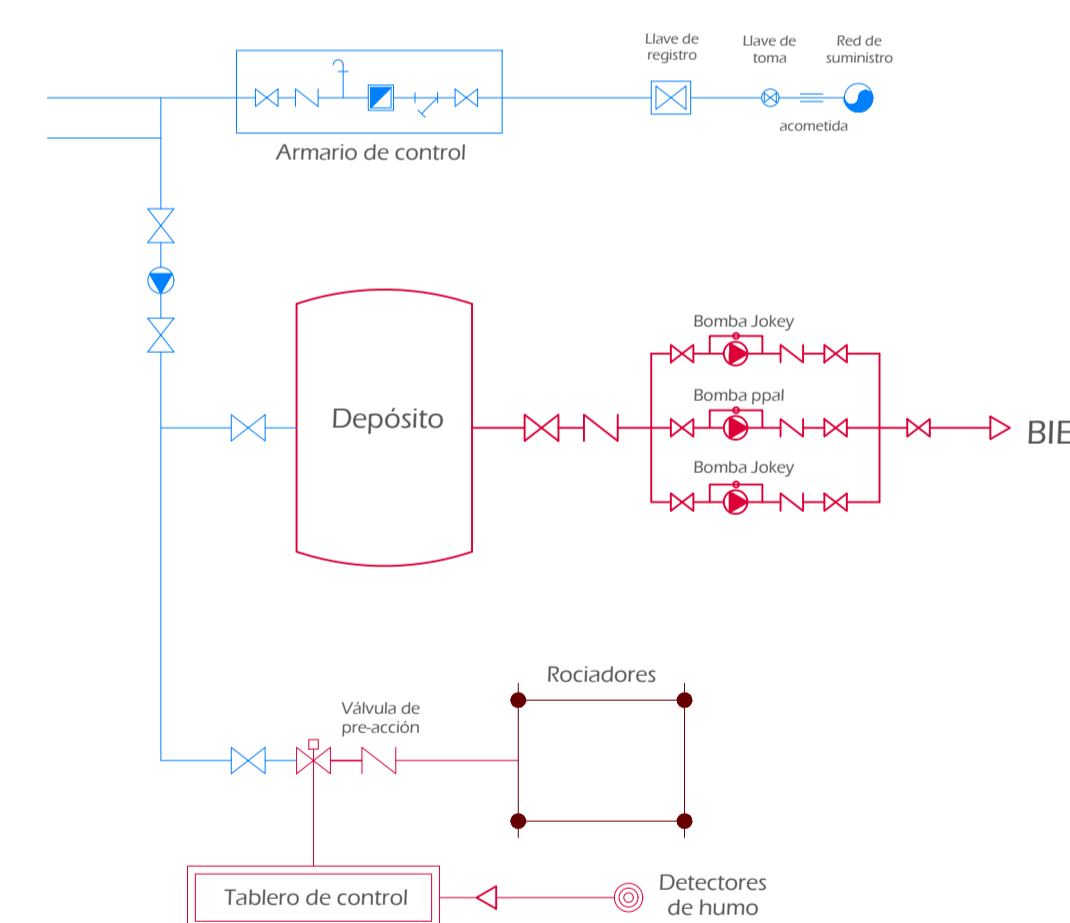 Llave de
registro
Llave de
toma
Red de
suministro
acometida
Armario de control
Bomba Jokey
Depósito
Bomba ppal
BIE
Bomba Jokey
Rociadores
Válvula de
pre-acción
Tablero de control
Detectores
de humo